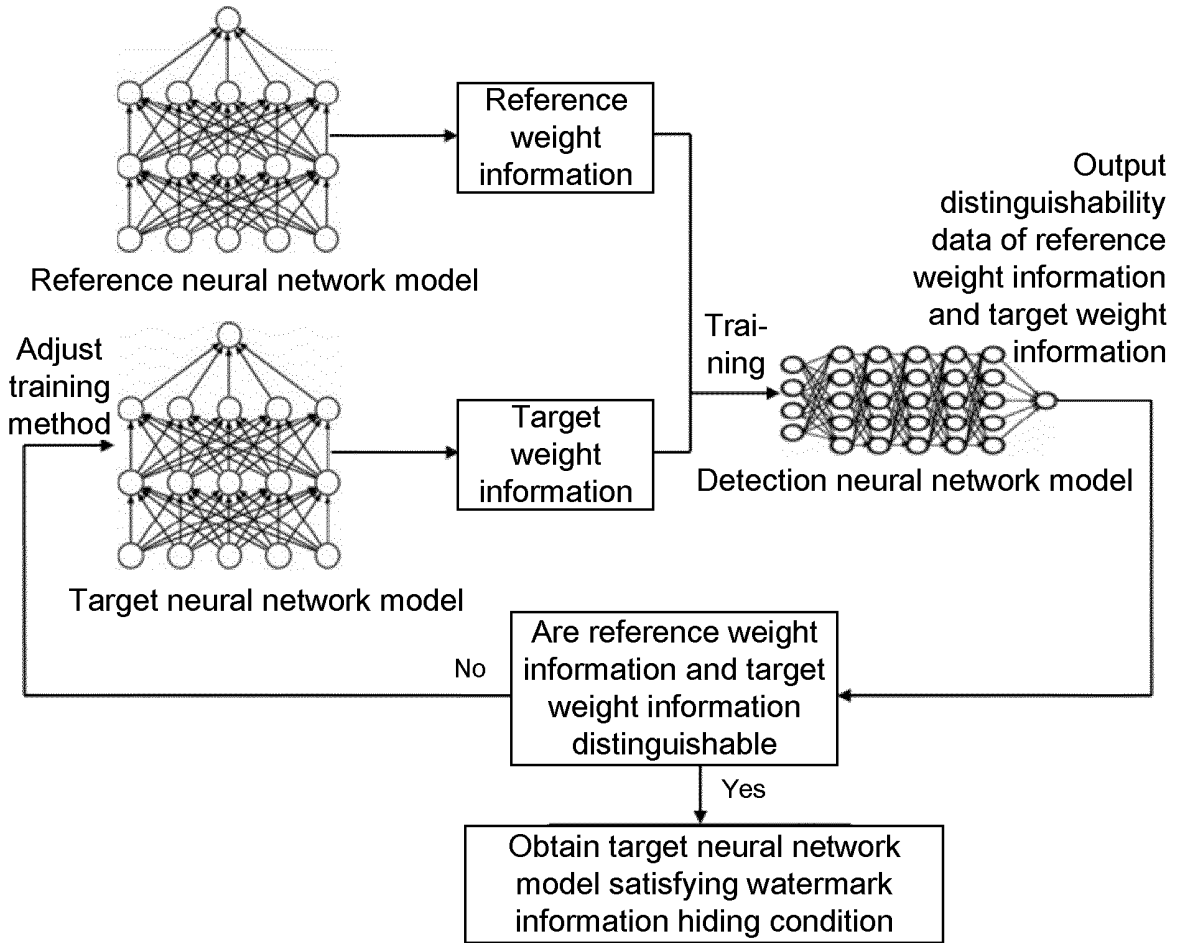 Reference
weight
information
Reference neural network model
Output
distinguishability
data of reference
weight information
and target weight
information
Trai-
ning
Adjust
training
method
Target
weight
information
Detection neural network model
Target neural network model
Are reference weight
information and target
weight information
distinguishable
No
Yes
Obtain target neural network
model satisfying watermark
information hiding condition